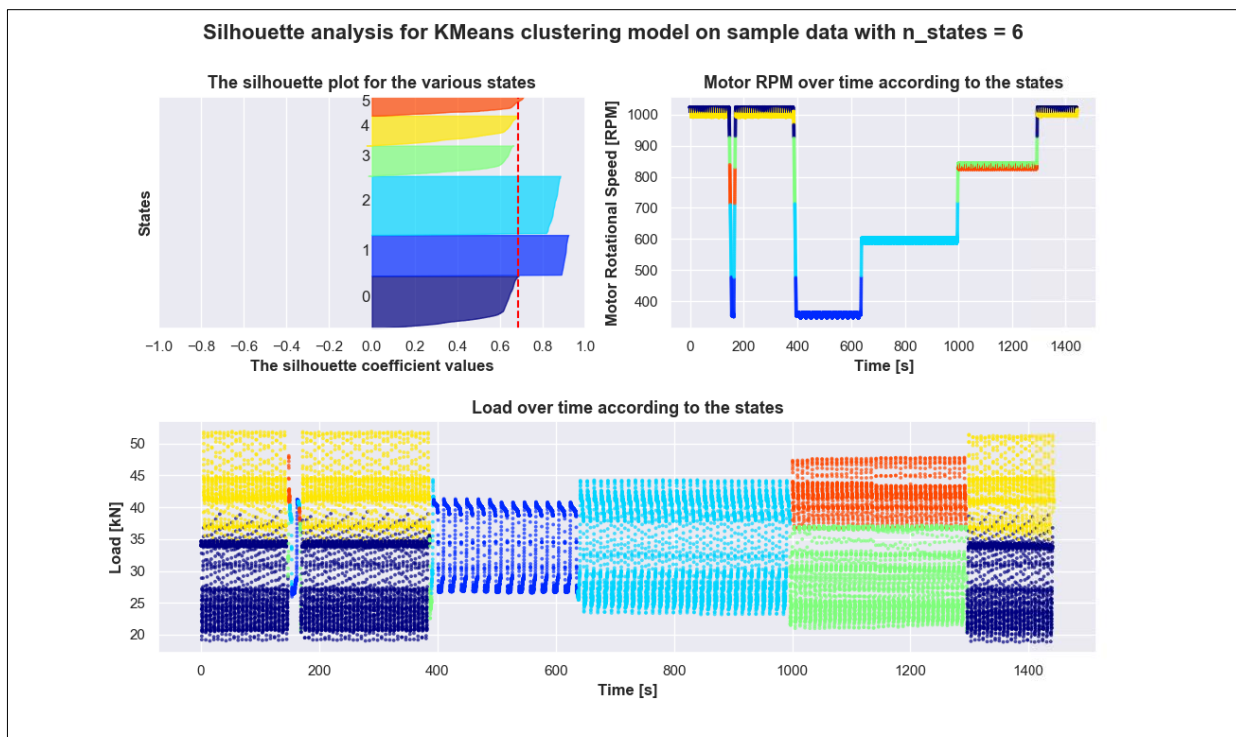 Silhouette analysis for KMeans clustering model on sample data with n_states = 6
The silhouette plot for the various states
States
5
4
3
2
1
0
−1.0 −0.8 −0.6 −0.4 −0.2 0.0 0.2 0.4 0.6 0.8 1.0
The silhouette coefficient values
Motor RPM over time according to the states
Motor Rotational Speed [RPM]
1000
900
800
700
600
500
400
0 200 400 600 800 1000 1200 1400
Time [s]
Load over time according to the states
Load [kN]
50
45
40
35
30
25
20
0 200 400 600 800 1000 1200 1400
Time [s]